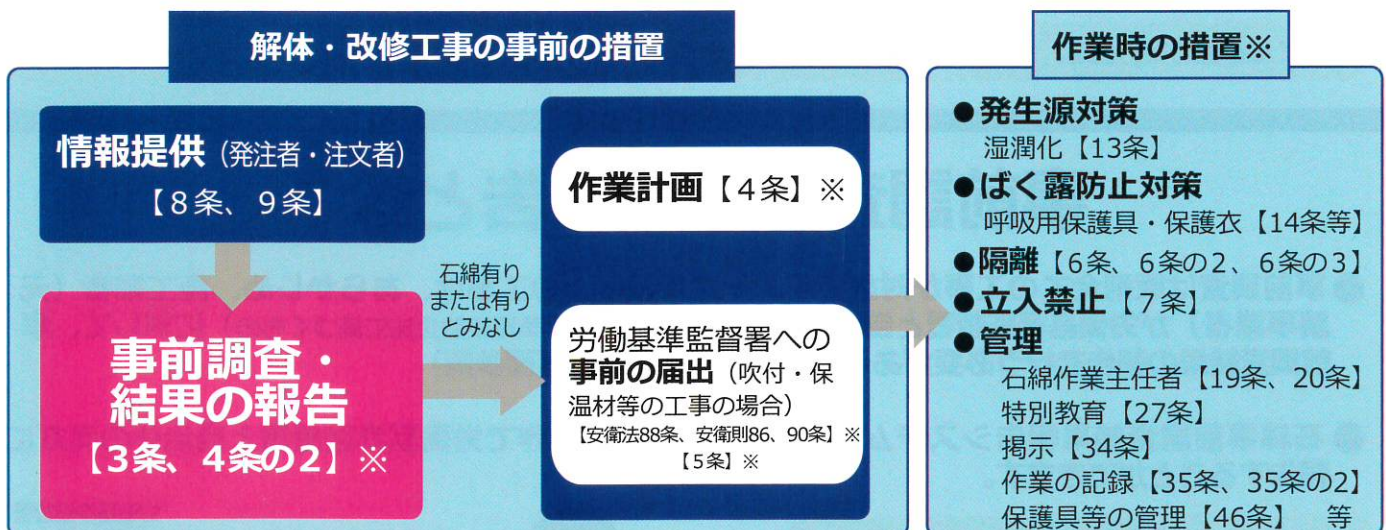 解体・改修工事の事前の措置
情報提供（発注者・注文者）
【８条、９条】
事前調査・
結果の報告
【３条、４条の２】※
石綿有り
または有り
とみなし
作業計画【４条】※
労働基準監督署への
事前の届出（吹付・保
温材等の工事の場合）
【安衛法88条、安衛則86、90条】※
【５条】※
作業時の措置※
●発生源対策
湿潤化【13条】
●ばく露防止対策
呼吸用保護具・保護衣【14条等】
●隔離【６条、６条の２、６条の３】
●立入禁止【７条】
●管理
石綿作業主任者【19条、20条】
特別教育【27条】
掲示【34条】
作業の記録【35条、35条の2】
保護具等の管理【46条】　等